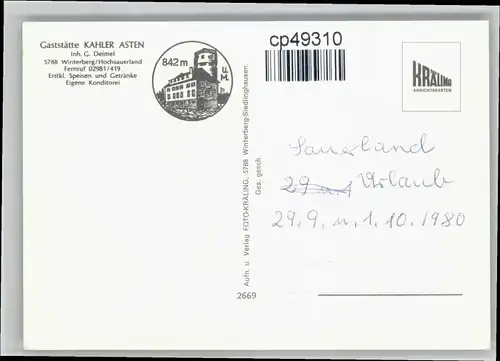 Gaststätte KAHLER ASTEN
Inh. G. Deimel
5788 Winterberg/Hochsauerland
Fernruf 02981/419
Erstkl. Speisen und Getränke
Eigene Konditorei
842 m
ü.
M.
cp49310
KRÄLING
ANSICHTSKARTEN
Aufn. u. Verlag FOTO-KRÄLING, 5788 Winterberg-Siedlinghausen
Ges. gesch
2669
Sauerland
29 Urlaub
29.9. u. 1.10.1980